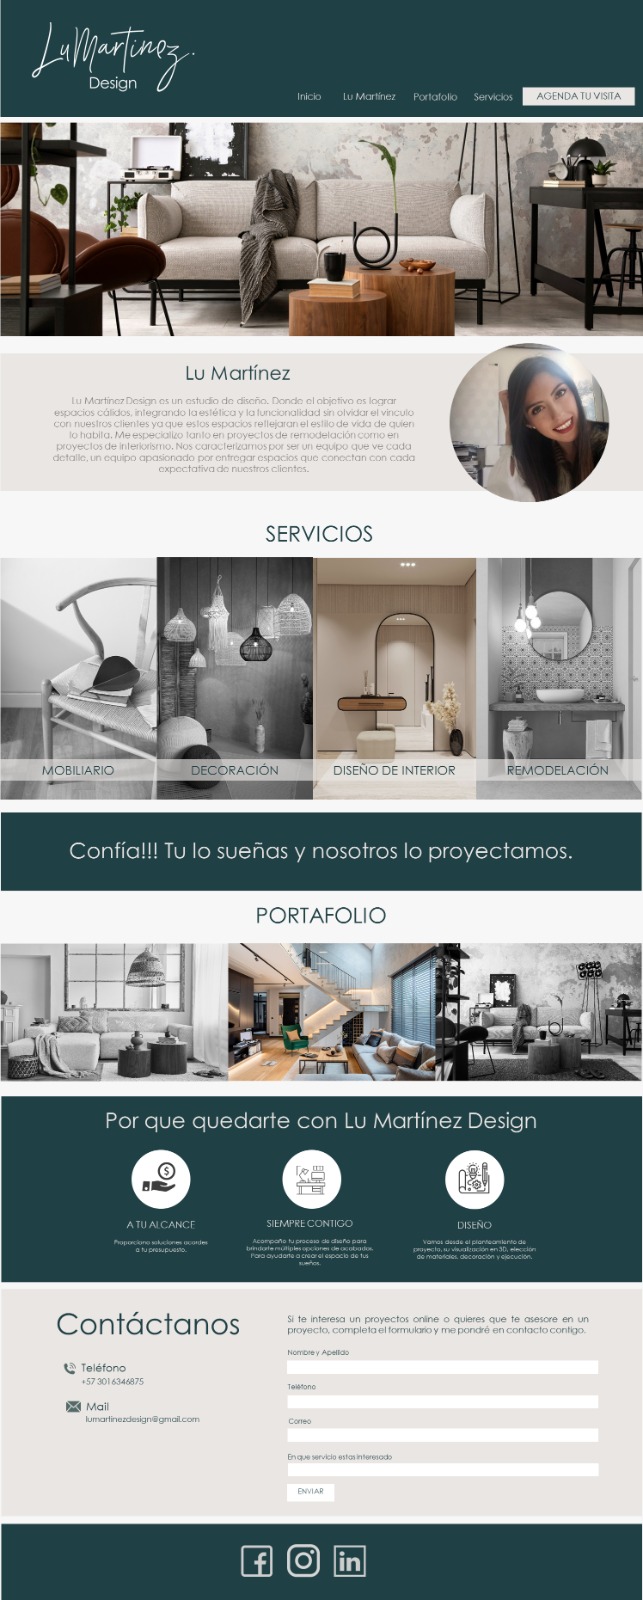 LuMartinez.
Design
Inicio Lu Martínez Portafolio Servicios AGENDA TU VISITA
Lu Martínez
Lu Martínez Design es un estudio de diseño. Donde el objetivo es lograr
espacios cálidos, integrando la estética y la funcionalidad sin olvidar el vinculo
con nuestros clientes ya que estos espacios reflejaran el estilo de vida de quien
lo habita. Me especializo tanto en proyectos de remodelación como en
proyectos de interiorismo. Nos caracterizamos por ser un equipo que ve cada
detalle, un equipo apasionado por entregar espacios que conectan con cada
expectativa de nuestros clientes.
SERVICIOS
MOBILIARIO DECORACIÓN DISEÑO DE INTERIOR REMODELACIÓN
Confía!!! Tu lo sueñas y nosotros lo proyectamos.
PORTAFOLIO
Por que quedarte con Lu Martínez Design
A TU ALCANCE
Proporciono soluciones acordes
a tu presupuesto.
SIEMPRE CONTIGO
Acompaño tu proceso de diseño para
brindarte múltiples opciones de acabados.
Para ayudarte a crear el espacio de tus
sueños.
DISEÑO
Vamos desde el planteamiento de
proyecto, su visualización en 3D, elección
de materiales, decoración y ejecución.
Contáctanos
Teléfono
+57 3016346875
Mail
lumartinezdesign@gmail.com
Si te interesa un proyectos online o quieres que te asesore en un
proyecto, completa el formulario y me pondré en contacto contigo.
Nombre y Apellido
Teléfono
Correo
En que servicio estas interesado
ENVIAR